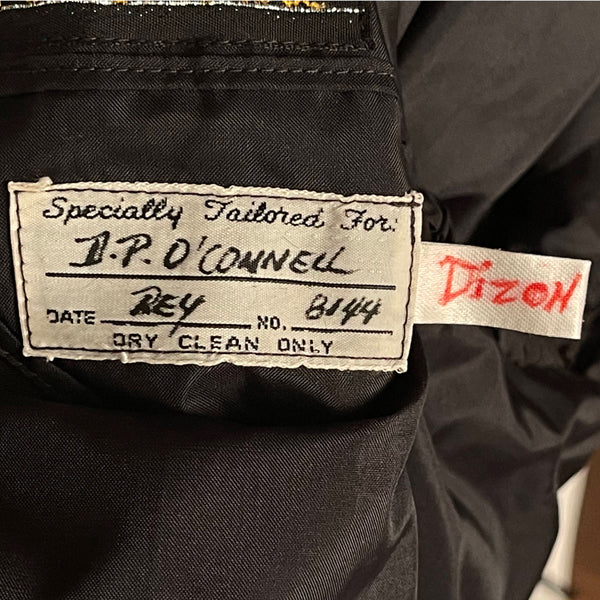 Specially Tailored For:
D.P. O'CONNELL
DATE REY NO. 8144
DRY CLEAN ONLY
DIZON